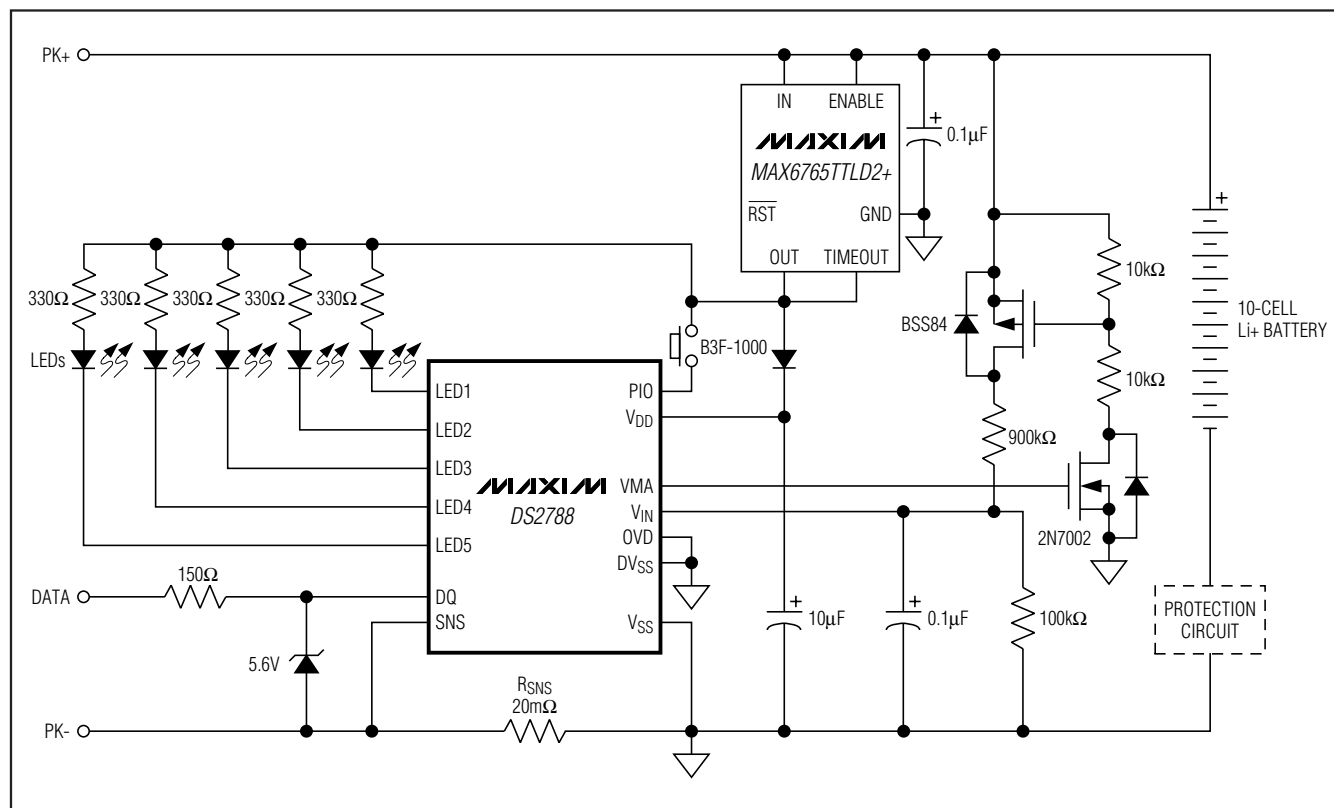 PK+
IN ENABLE
+
0.1µF
MAXIM
MAX6765TTLD2+
RST
GND
OUT TIMEOUT
+
10kΩ
330Ω 330Ω 330Ω 330Ω 330Ω
BSS84
10-CELL
Li+ BATTERY
LEDs
B3F-1000
10kΩ
LED1
PIO
VDD
LED2
900kΩ
LED3
MAXIM
VMA
LED4
DS2788
VIN
2N7002
OVD
LED5
DVSS
150Ω
DATA
DQ
SNS
VSS
+
10µF
+
0.1µF
100kΩ
PROTECTION
CIRCUIT
5.6V
RSNS
20mΩ
PK-